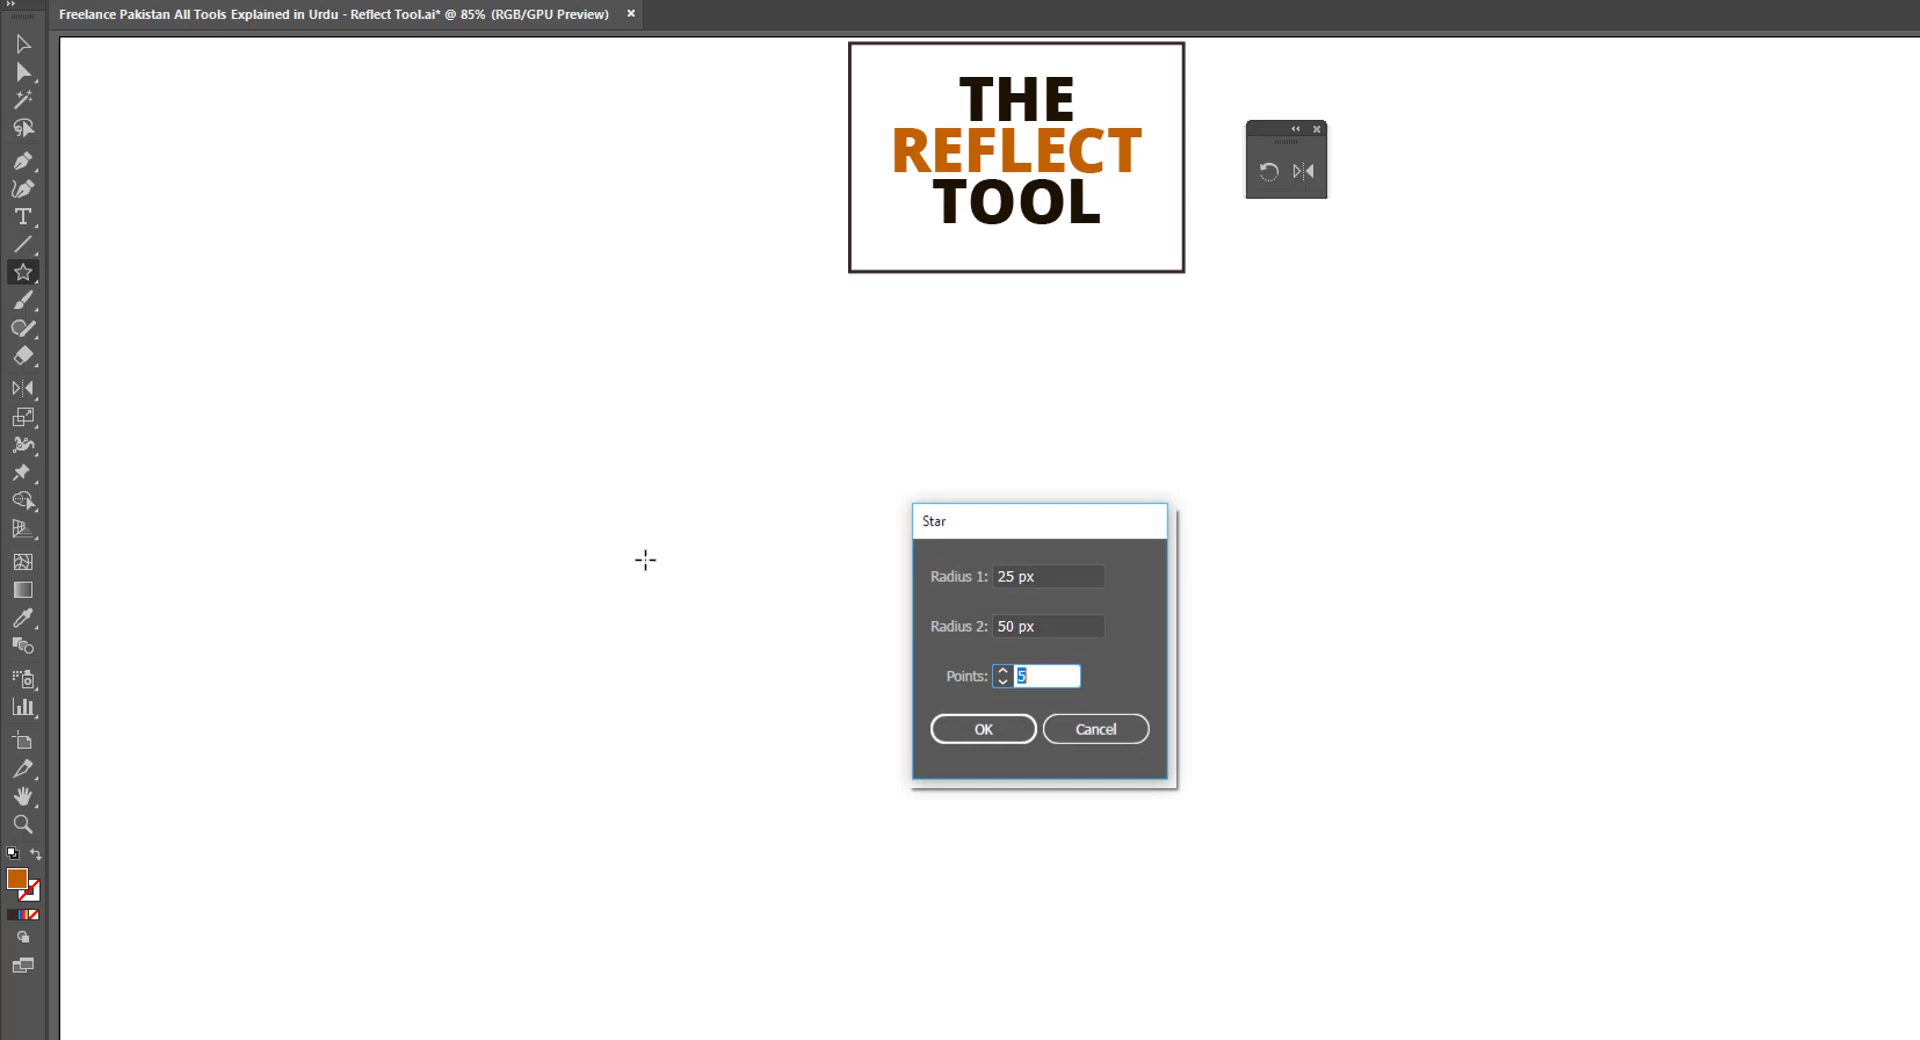 Freelance Pakistan All Tools Explained in Urdu - Reflect Tool.ai* @ 85% (RGB/GPU Preview)
THE
REFLECT
TOOL
Star
Radius 1: 25 px
Radius 2: 50 px
Points: 5
OK Cancel